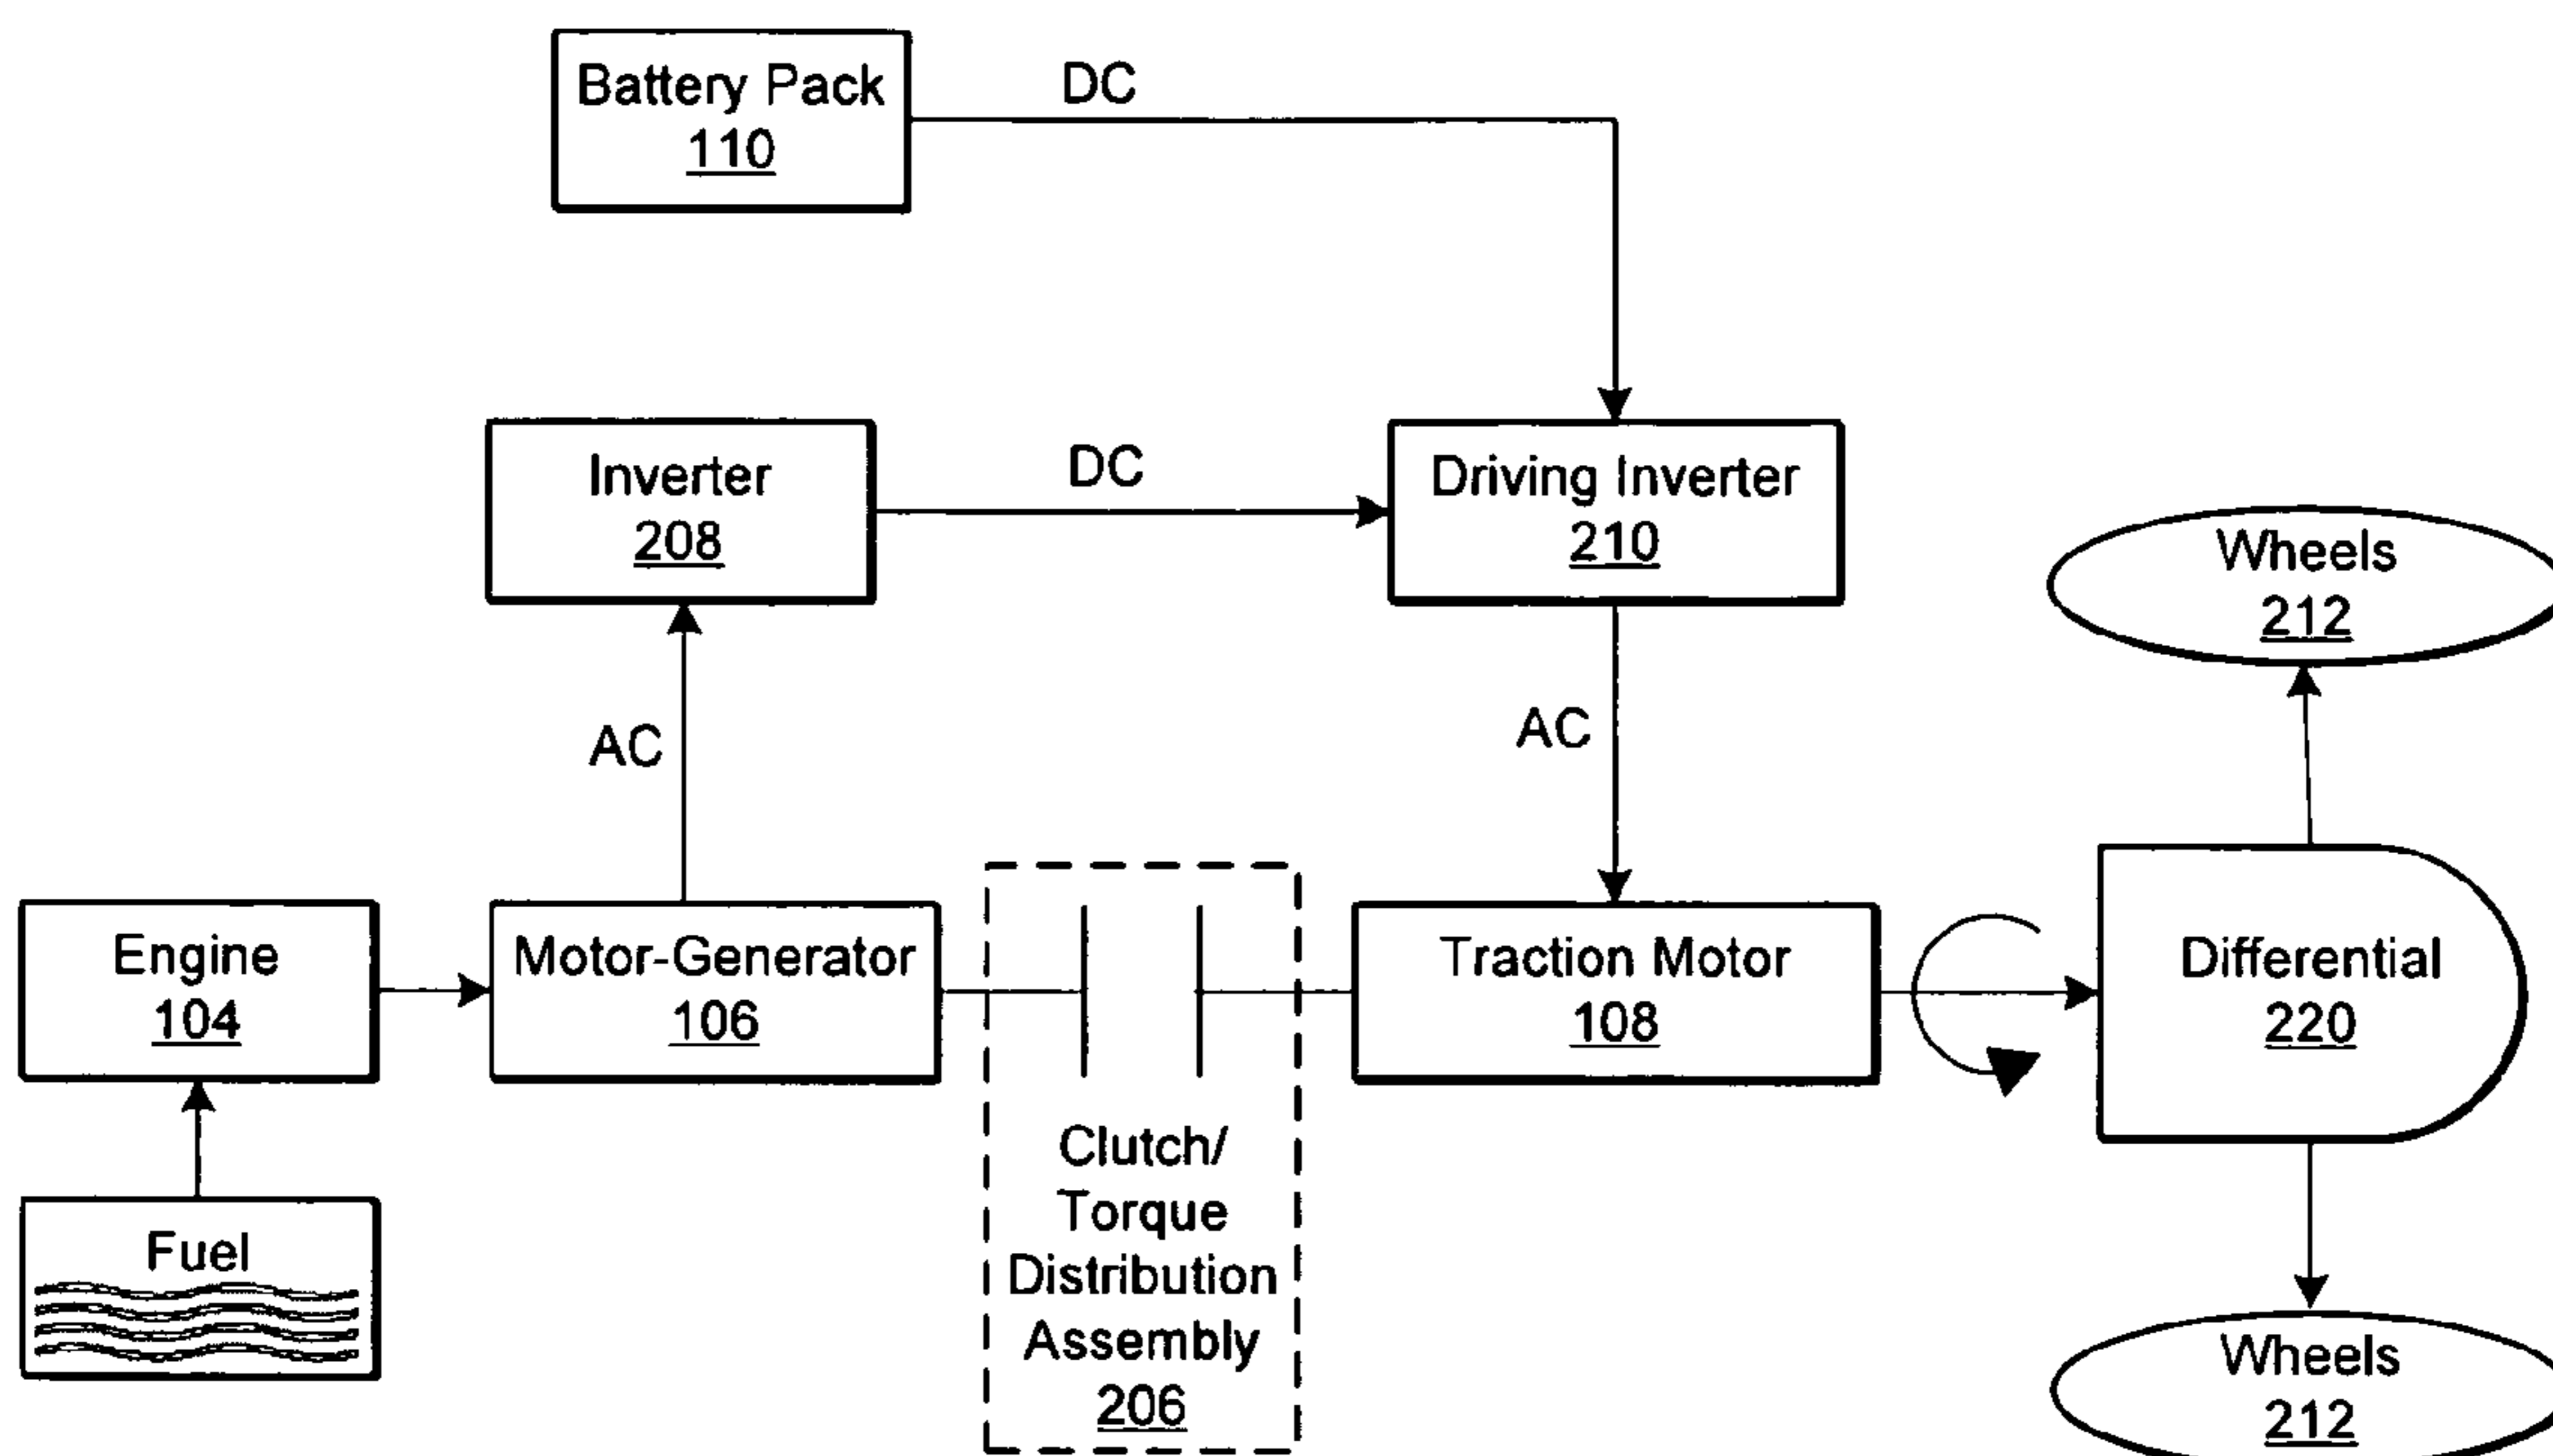 Battery Pack
110
DC
Inverter
208
DC
Driving Inverter
210
Wheels
212
AC
AC
Engine
104
Motor-Generator
106
Traction Motor
108
Differential
220
Fuel
Clutch/
Torque
Distribution
Assembly
206
Wheels
212